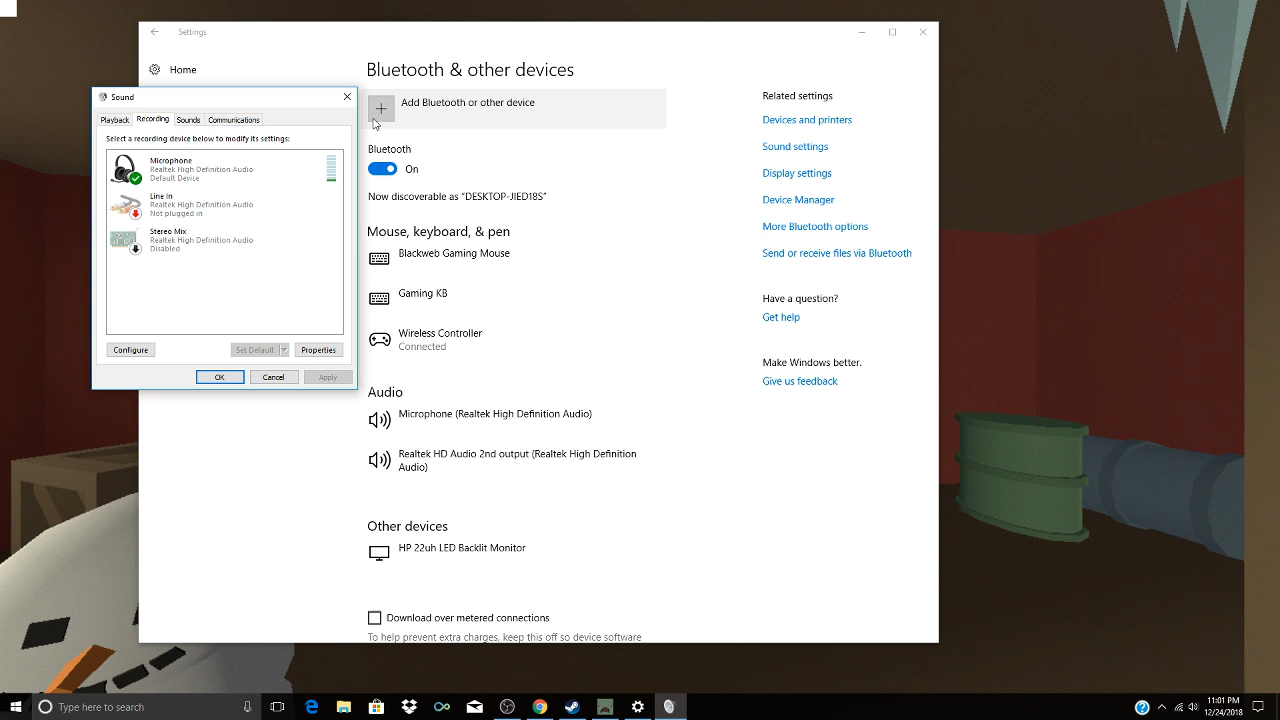 Settings
Home
Sound
Playback
Recording
Sounds
Communications
Select a recording device below to modify its settings:
Microphone
Realtek High Definition Audio
Default Device
Line In
Realtek High Definition Audio
Not plugged in
Stereo Mix
Realtek High Definition Audio
Disabled
Configure
Set Default
Properties
OK
Cancel
Apply
Bluetooth & other devices
Add Bluetooth or other device
Bluetooth
On
Now discoverable as “DESKTOP-JIED18S”
Mouse, keyboard, & pen
Blackweb Gaming Mouse
Gaming KB
Wireless Controller
Connected
Audio
Microphone (Realtek High Definition Audio)
Realtek HD Audio 2nd output (Realtek High Definition
Audio)
Other devices
HP 22uh LED Backlit Monitor
Download over metered connections
To help prevent extra charges, keep this off so device software
Related settings
Devices and printers
Sound settings
Display settings
Device Manager
More Bluetooth options
Send or receive files via Bluetooth
Have a question?
Get help
Make Windows better.
Give us feedback
Type here to search
11:01 PM
12/24/2018